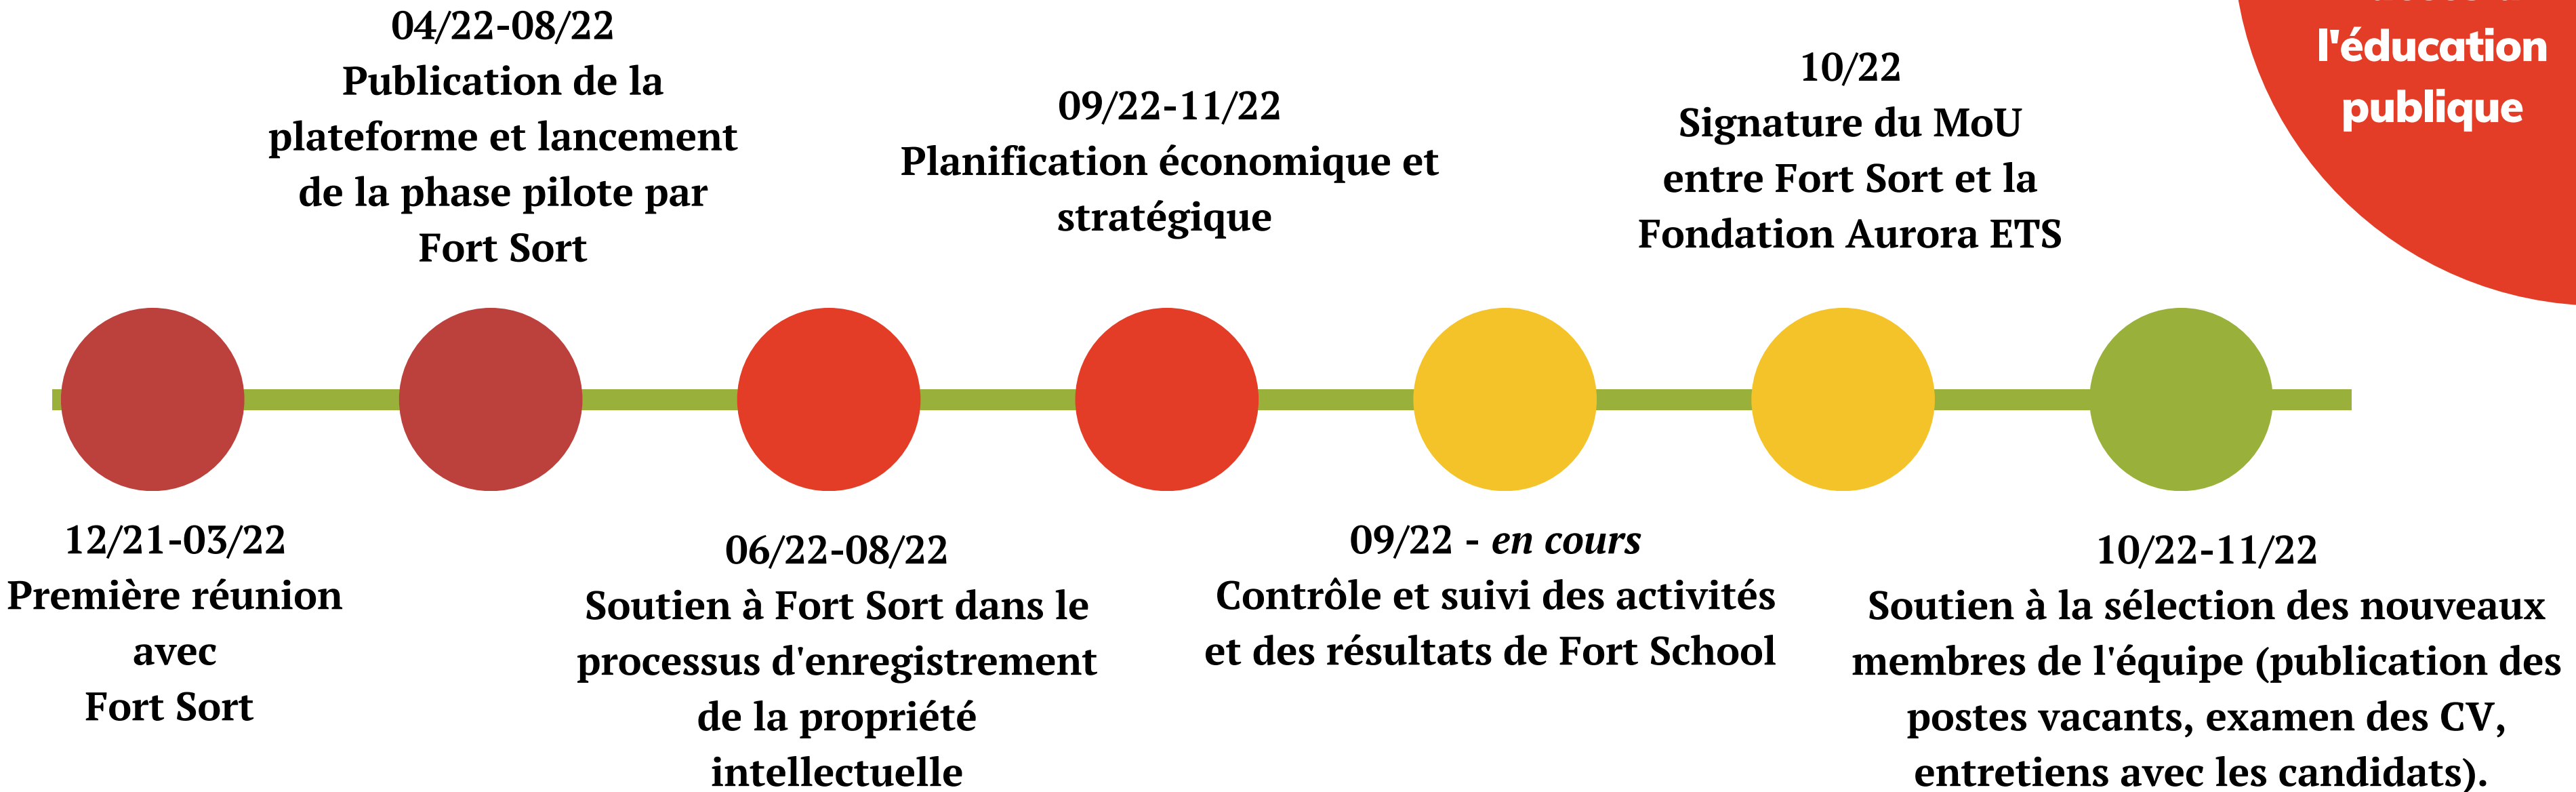 04/22-08/22
Publication de la
plateforme et lancement
de la phase pilote par
Fort Sort
09/22-11/22
Planification économique et
stratégique
10/22
Signature du MoU
entre Fort Sort et la
Fondation Aurora ETS
l'éducation
publique
12/21-03/22
Première réunion
avec
Fort Sort
06/22-08/22
Soutien à Fort Sort dans le
processus d'enregistrement
de la propriété
intellectuelle
09/22 - en cours
Contrôle et suivi des activités
et des résultats de Fort School
10/22-11/22
Soutien à la sélection des nouveaux
membres de l'équipe (publication des
postes vacants, examen des CV,
entretiens avec les candidats).